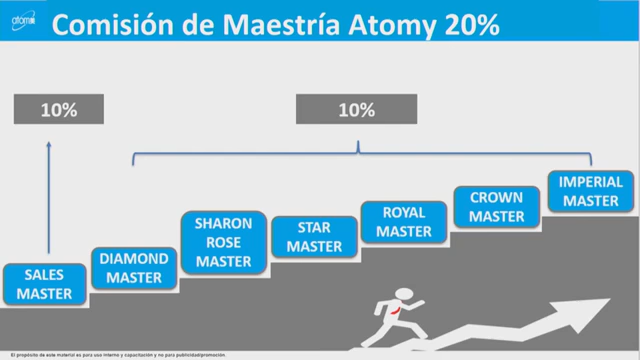 atomy
Comisión de Maestría Atomy 20%
10%
10%
IMPERIAL
MASTER
CROWN
MASTER
ROYAL
MASTER
STAR
MASTER
SHARON
ROSE
MASTER
DIAMOND
MASTER
SALES
MASTER
El propósito de este material es para uso interno y capacitación y no para publicidad/promoción.